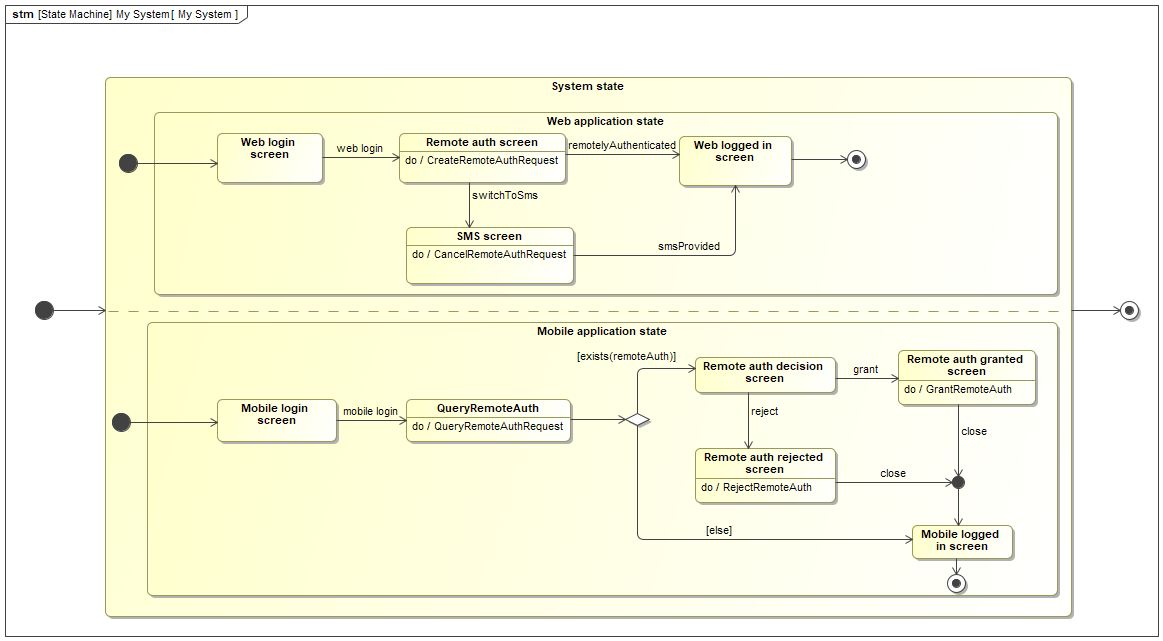 stm [State Machine] My System[ My System ]
System state
Web application state
Web login
screen
web login
Remote auth screen
do / CreateRemoteAuthRequest
remotelyAuthenticated
Web logged in
screen
switchToSms
SMS screen
do / CancelRemoteAuthRequest
smsProvided
Mobile application state
Mobile login
screen
mobile login
QueryRemoteAuth
do / QueryRemoteAuthRequest
[exists(remoteAuth)]
Remote auth decision
screen
grant
Remote auth granted
screen
do / GrantRemoteAuth
reject
close
Remote auth rejected
screen
do / RejectRemoteAuth
close
[else]
Mobile logged
in screen